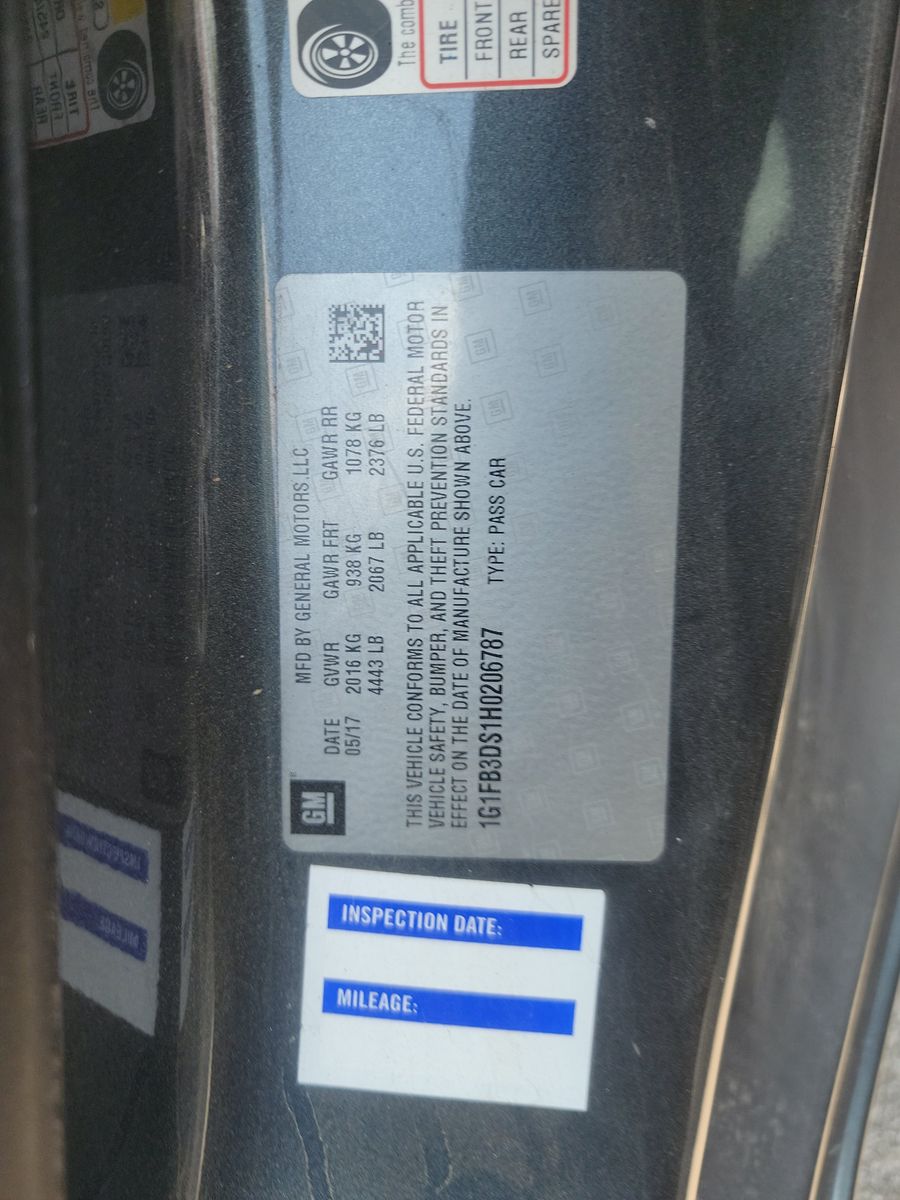 The comb
TIRE
FRONT
REAR
SPARE
GM
MFD BY GENERAL MOTORS LLC
DATE GVWR GAWR FRT GAWR RR
05/17 2016 KG 938 KG 1078 KG
4443 LB 2067 LB 2376 LB
THIS VEHICLE CONFORMS TO ALL APPLICABLE U.S. FEDERAL MOTOR
VEHICLE SAFETY, BUMPER, AND THEFT PREVENTION STANDARDS IN
EFFECT ON THE DATE OF MANUFACTURE SHOWN ABOVE.
1G1FB3DS1H0206787 TYPE: PASS CAR
INSPECTION DATE:
MILEAGE: